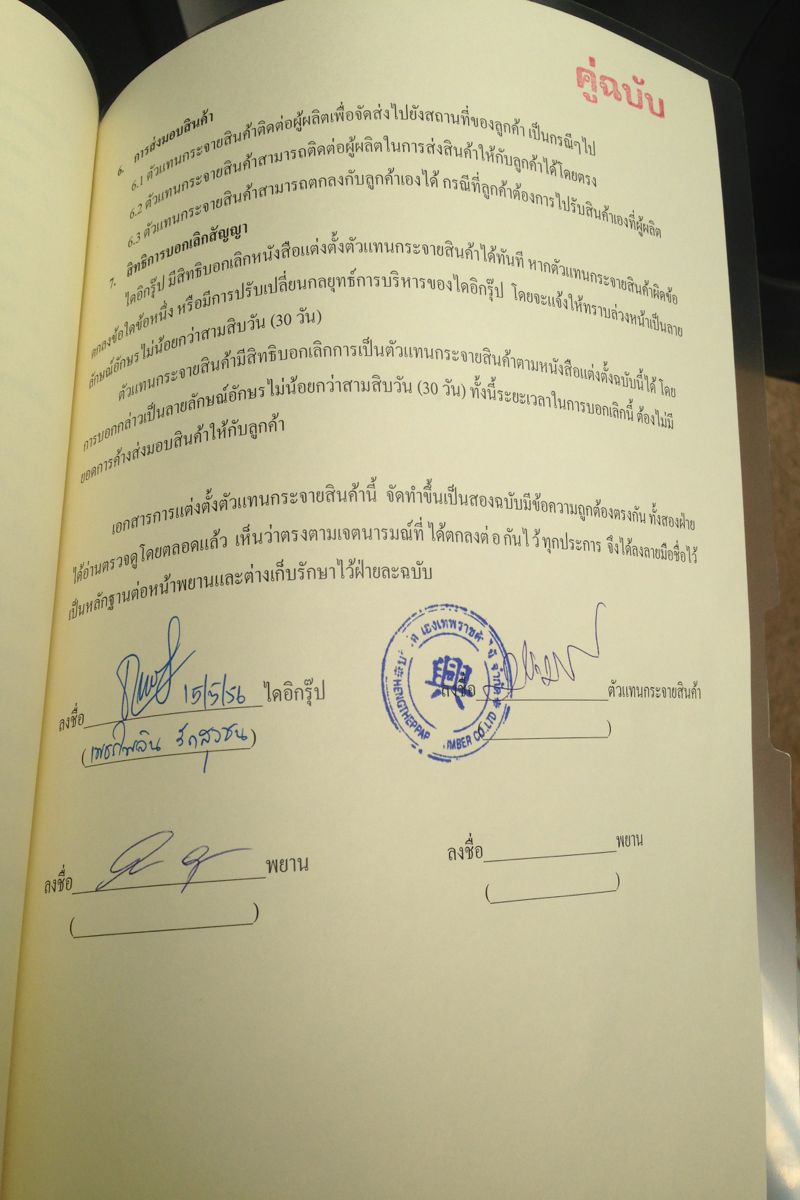 คู่ฉบับ
6. การส่งมอบสินค้า
6.1 ตัวแทนกระจายสินค้าติดต่อผู้ผลิตเพื่อจัดส่งไปยังสถานที่ของลูกค้า เป็นกรณีๆไป
6.2 ตัวแทนกระจายสินค้าสามารถติดต่อผู้ผลิตในการส่งสินค้าให้กับลูกค้าได้โดยตรง
6.3 ตัวแทนกระจายสินค้าสามารถตกลงกับลูกค้าเองได้ กรณีที่ลูกค้าต้องการไปรับสินค้าเองที่ผู้ผลิต
7. สิทธิการบอกเลิกสัญญา
ไดอิกรุ๊ป มีสิทธิบอกเลิกหนังสือแต่งตั้งตัวแทนกระจายสินค้าได้ทันที หากตัวแทนกระจายสินค้าผิดข้อ
ตกลงข้อใดข้อหนึ่ง หรือมีการปรับเปลี่ยนกลยุทธ์การบริหารของไดอิกรุ๊ป โดยจะแจ้งให้ทราบล่วงหน้าเป็นลาย
ลักษณ์อักษรไม่น้อยกว่าสามสิบวัน (30 วัน)
ตัวแทนกระจายสินค้ามีสิทธิบอกเลิกการเป็นตัวแทนกระจายสินค้าตามหนังสือแต่งตั้งฉบับนี้ได้ โดย
การบอกกล่าวเป็นลายลักษณ์อักษรไม่น้อยกว่าสามสิบวัน (30 วัน) ทั้งนี้ระยะเวลาในการบอกเลิกนี้ ต้องไม่มี
ยอดการค้างส่งมอบสินค้าให้กับลูกค้า
เอกสารการแต่งตั้งตัวแทนกระจายสินค้านี้ จัดทำขึ้นเป็นสองฉบับมีข้อความถูกต้องตรงกัน ทั้งสองฝ่าย
ได้อ่านตรวจดูโดยตลอดแล้ว เห็นว่าตรงตามเจตนารมณ์ที่ ได้ตกลงต่อกันไว้ทุกประการ จึงได้ลงลายมือชื่อไว้
เป็นหลักฐานต่อหน้าพยานและต่างเก็บรักษาไว้ฝ่ายละฉบับ
ลงชื่อ 15/5/56 ไดอิกรุ๊ป
ลงชื่อ ตัวแทนกระจายสินค้า
(เพชรไพลิน รักสุวชน)
( )
興
HENGTHEPPAR MBER CO.,LTD
ลงชื่อ พยาน
( )
ลงชื่อ พยาน
( )